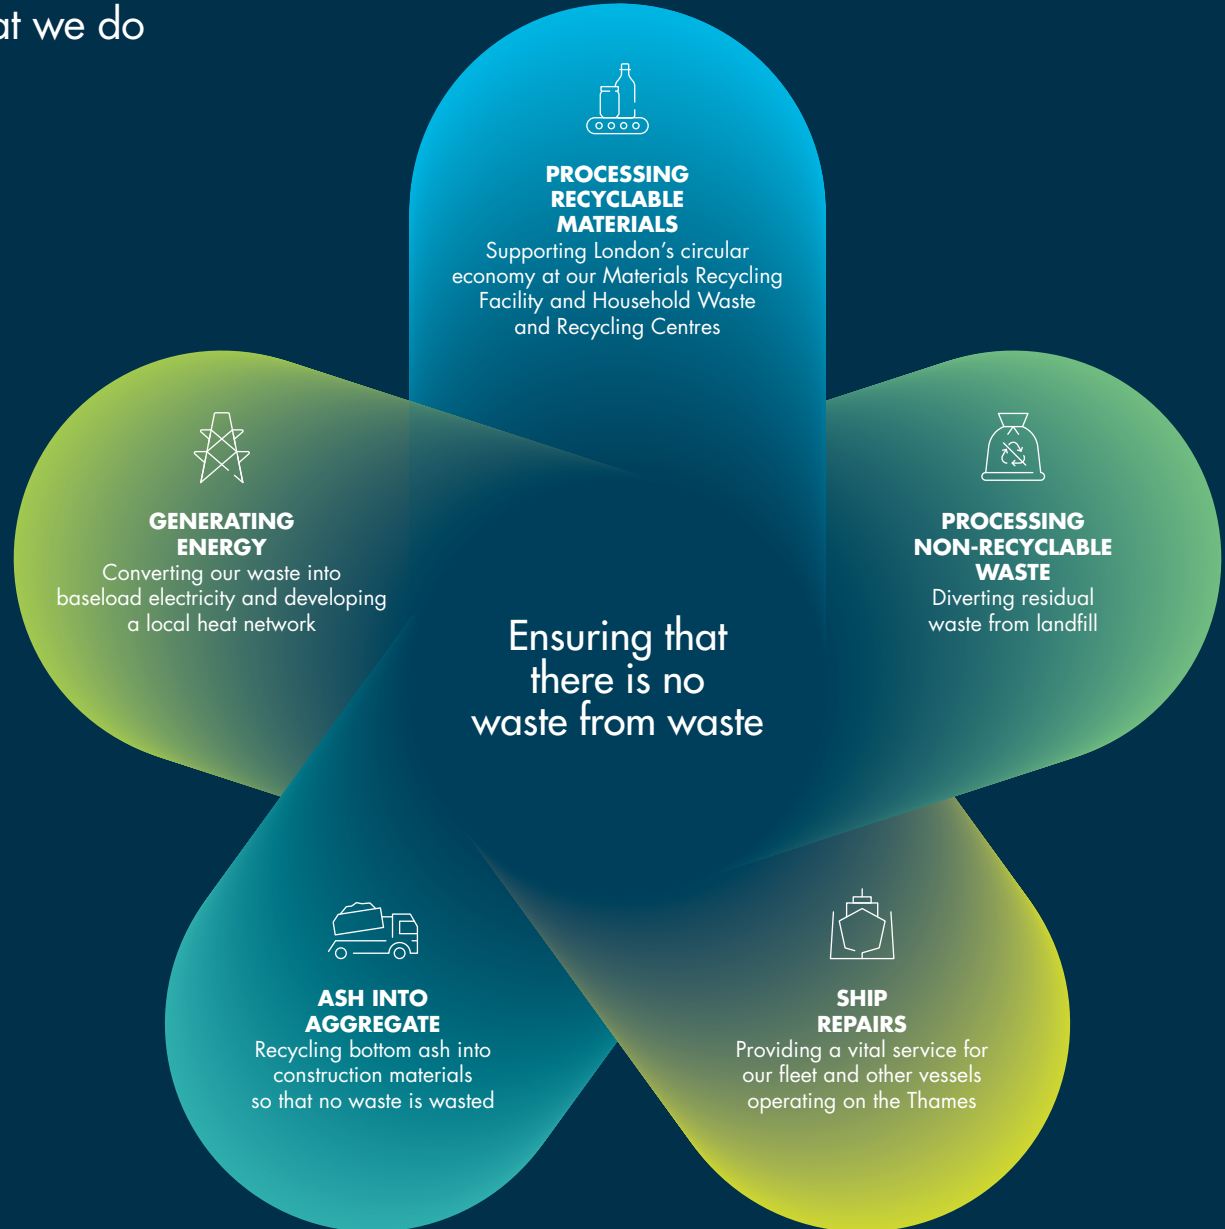 we do
PROCESSING
RECYCLABLE
MATERIALS
Supporting London's circular
economy at our Materials Recycling
Facility and Household Waste
and Recycling Centres
GENERATING
ENERGY
Converting our waste into
baseload electricity and developing
a local heat network
PROCESSING
NON-RECYCLABLE
WASTE
Diverting residual
waste from landfill
Ensuring that
there is no
waste from waste
ASH INTO
AGGREGATE
Recycling bottom ash into
construction materials
so that no waste is wasted
SHIP
REPAIRS
Providing a vital service for
our fleet and other vessels
operating on the Thames